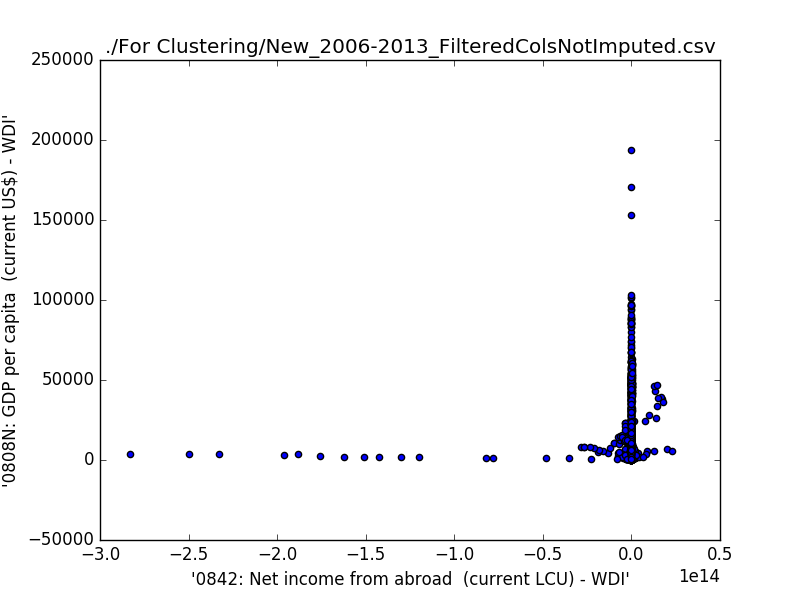 ./For Clustering/New_2006-2013_FilteredColsNotImputed.csv
250000
200000
150000
100000
50000
0
−50000
'0808N: GDP per capita  (current US$) - WDI'
−3.0 −2.5 −2.0 −1.5 −1.0 −0.5 0.0 0.5
1e14
'0842: Net income from abroad  (current LCU) - WDI'